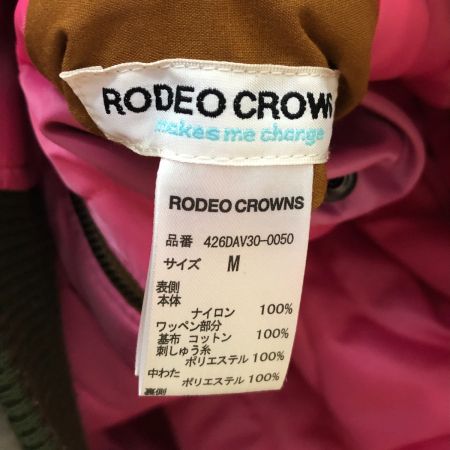 RODEO CROWNS
makes me change
RODEO CROWNS
品番 426DAV30-0050
サイズ M
表側
本体
ナイロン 100%
ワッペン部分
基布 コットン 100%
刺しゅう糸
ポリエステル 100%
中わた
ポリエステル 100%
裏側